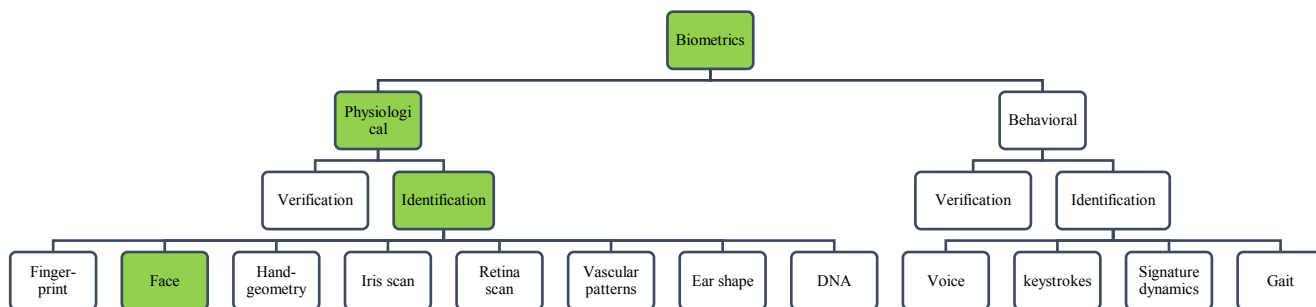 Biometrics
Physiologi
cal
Behavioral
Verification
Identification
Verification
Identification
Finger-
print
Face
Hand-
geometry
Iris scan
Retina
scan
Vascular
patterns
Ear shape
DNA
Voice
keystrokes
Signature
dynamics
Gait